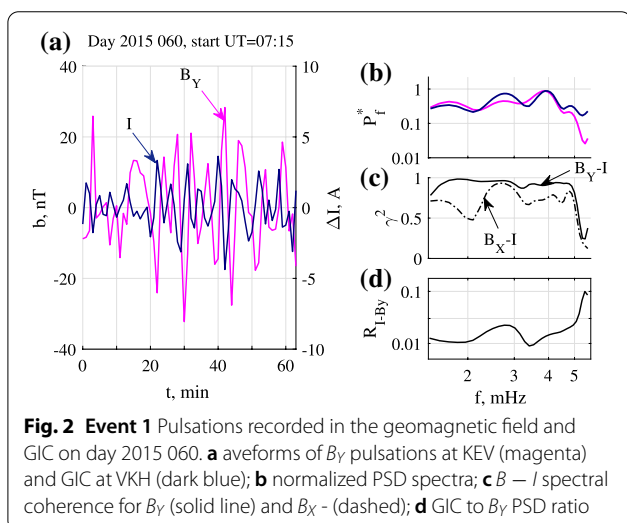 (a) Day 2015 060, start UT=07:15
40
20
0
-20
-40
b, nT
10
5
0
-5
-10
ΔI, A
I
B_Y
0 20 40 60
t, min
(b)
1
0.1
0.01
P*_f
(c)
1
0.5
0
γ²
B_Y-I
B_X-I
(d)
0.1
0.01
R_I-By
2 3 4 5
f, mHz
Fig. 2 Event 1 Pulsations recorded in the geomagnetic field and
GIC on day 2015 060. a aveforms of B_Y pulsations at KEV (magenta)
and GIC at VKH (dark blue); b normalized PSD spectra; c B − I spectral
coherence for B_Y (solid line) and B_X - (dashed); d GIC to B_Y PSD ratio